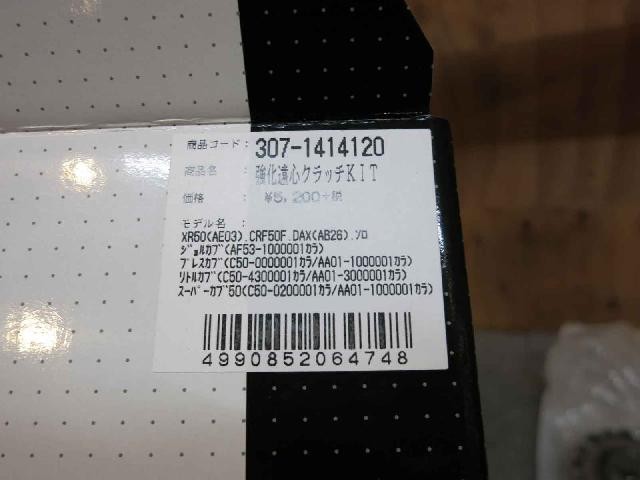 商品コード： 307-1414120
商品名 ： 強化遠心クラッチKIT
価格 ： ¥5,200+税
モデル名：
XR50(AE03).CRF50F.DAX(AB26).ソロ
ジョルカブ(AF53-1000001カラ)
プレスカブ(C50-0000001カラ/AA01-1000001カラ)
リトルカブ(C50-4300001カラ/AA01-3000001カラ)
スーパーカブ50(C50-0200001カラ/AA01-1000001カラ)
4990852064748